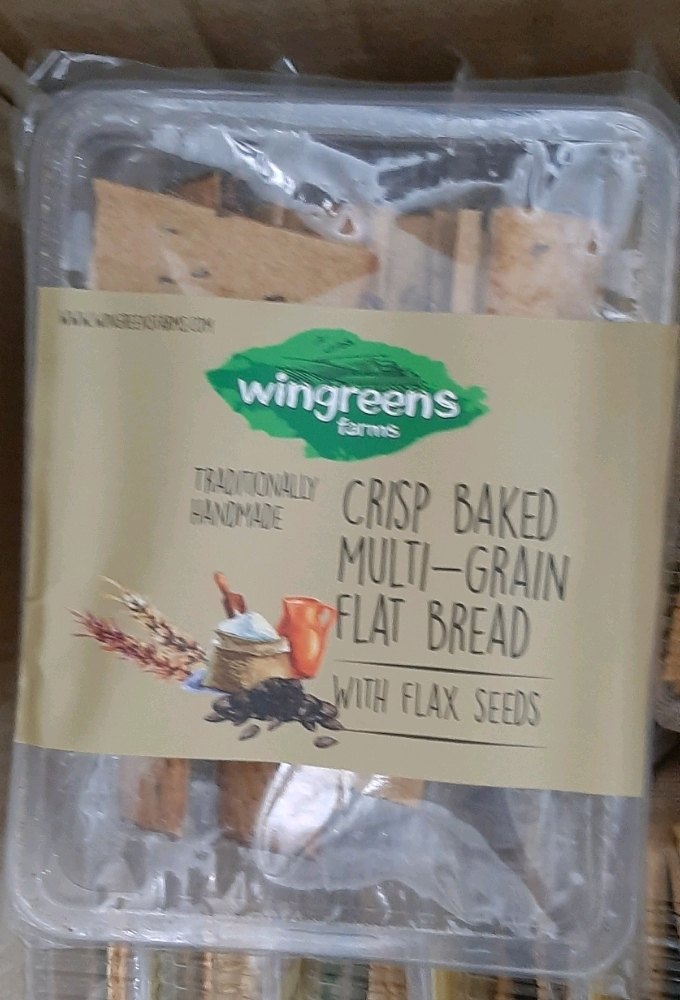 WWW.WINGREENSFARMS.COM
wingreens
farms
TRADITIONALLY
HANDMADE
CRISP BAKED
MULTI-GRAIN
FLAT BREAD
WITH FLAX SEEDS